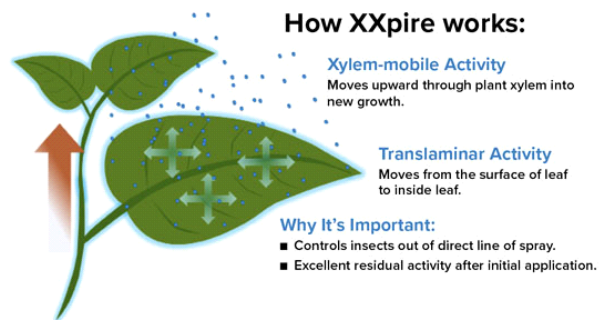 How XXpire works:
Xylem-mobile Activity
Moves upward through plant xylem into
new growth.
Translaminar Activity
Moves from the surface of leaf
to inside leaf.
Why It's Important:
■ Controls insects out of direct line of spray.
■ Excellent residual activity after initial application.